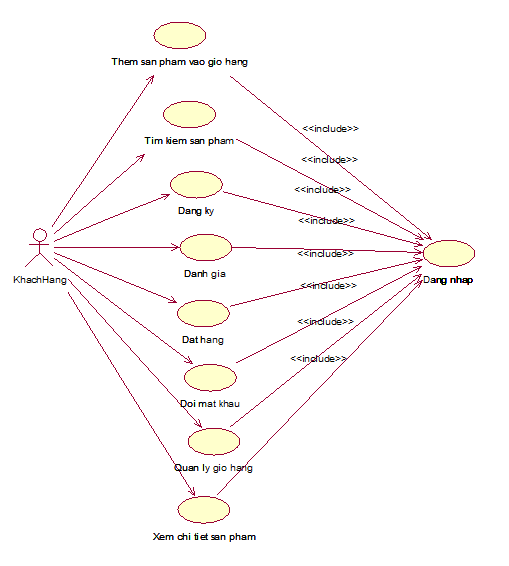 Them san pham vao gio hang
<<include>>
Tim kiem san pham
<<include>>
<<include>>
Dang ky
<<include>>
KhachHang
Danh gia
<<include>>
Dang nhap
<<include>>
Dat hang
<<include>>
<<include>>
Doi mat khau
Quan ly gio hang
Xem chi tiet san pham